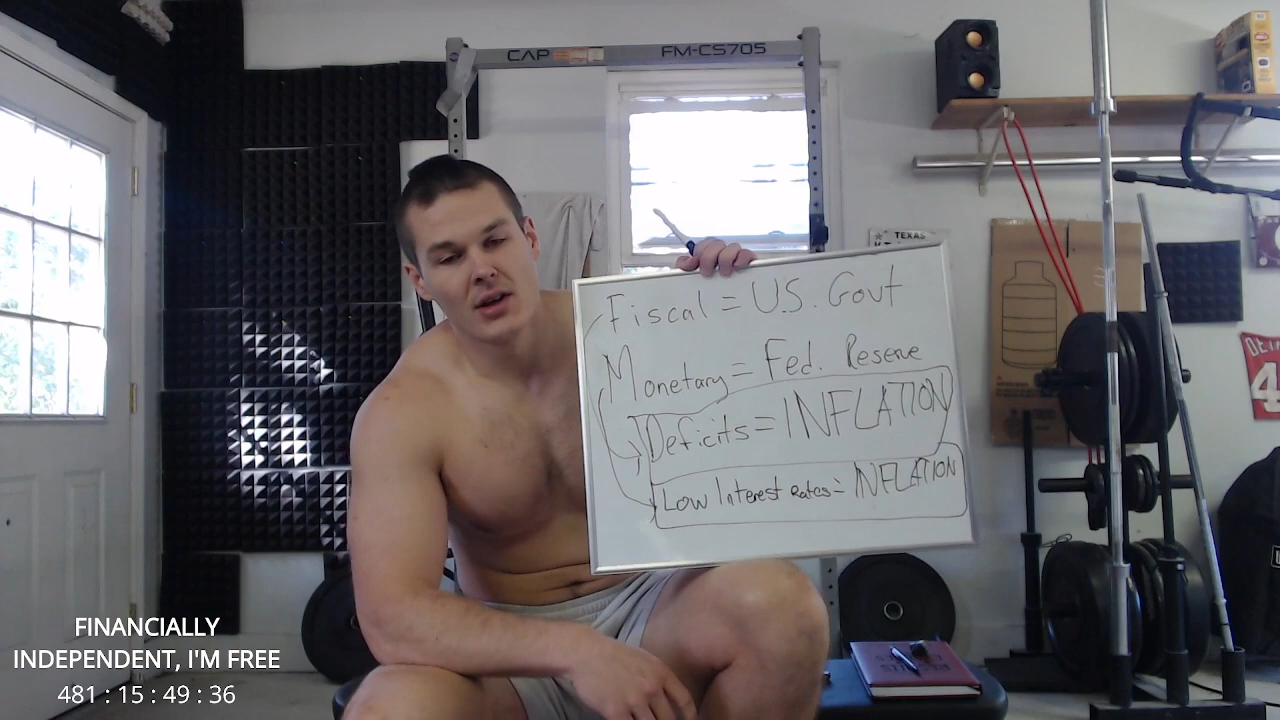 CAP
FM-CS705
TEXAS
Fiscal = U.S. Govt
Monetary = Fed. Reserve
Deficits = INFLATION
Low Interest Rates = INFLATION
FINANCIALLY
INDEPENDENT, I'M FREE
481 : 15 : 49 : 36